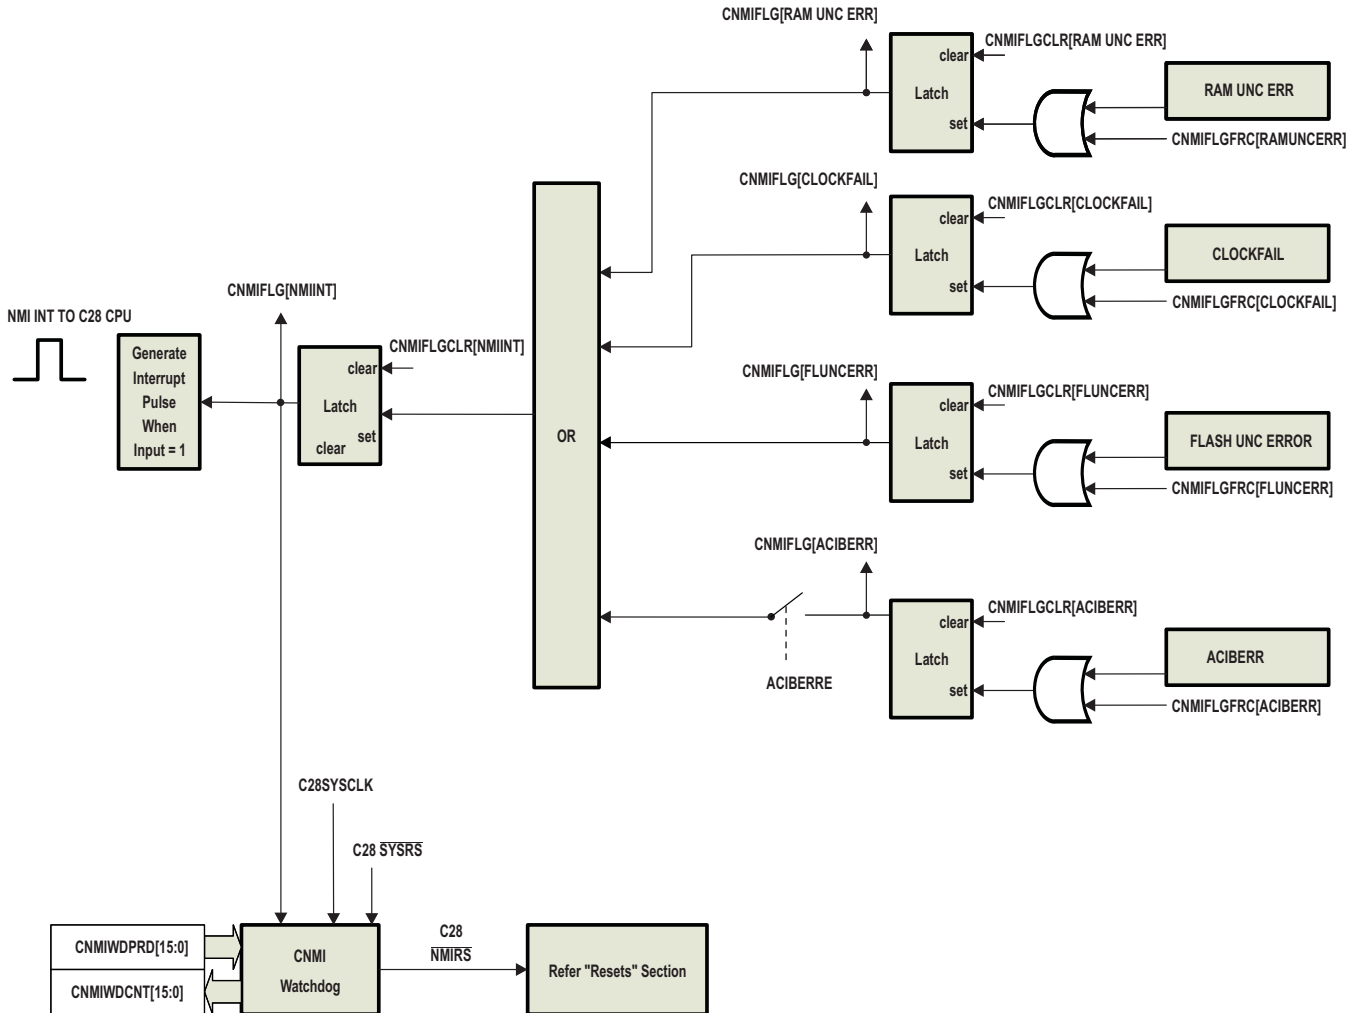 CNMIFLG[RAM UNC ERR]
CNMIFLGCLR[RAM UNC ERR]
clear
Latch
set
RAM UNC ERR
CNMIFLGFRC[RAMUNCERR]
CNMIFLG[CLOCKFAIL]
CNMIFLGCLR[CLOCKFAIL]
clear
Latch
set
CLOCKFAIL
CNMIFLGFRC[CLOCKFAIL]
CNMIFLG[NMIINT]
NMI INT TO C28 CPU
Generate
Interrupt
Pulse
When
Input = 1
CNMIFLGCLR[NMIINT]
clear
Latch
set
clear
OR
CNMIFLG[FLUNCERR]
CNMIFLGCLR[FLUNCERR]
clear
Latch
set
FLASH UNC ERROR
CNMIFLGFRC[FLUNCERR]
CNMIFLG[ACIBERR]
CNMIFLGCLR[ACIBERR]
clear
Latch
set
ACIBERR
CNMIFLGFRC[ACIBERR]
ACIBERRE
C28SYSCLK
C28 SYSRS
CNMIWDPRD[15:0]
CNMIWDCNT[15:0]
CNMI
Watchdog
C28
NMIRS
Refer "Resets" Section